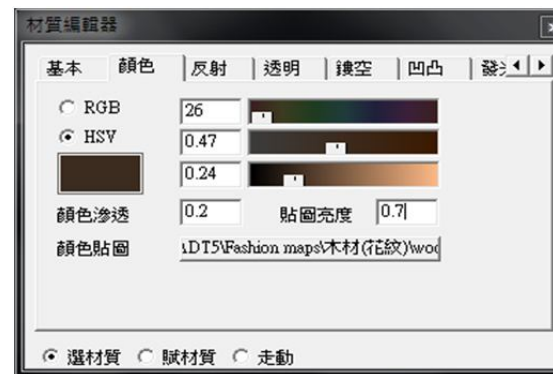 材質編輯器
基本 顏色 反射 透明 鏤空 凹凸
RGB 26
HSV 0.47
0.24
顏色滲透 0.2 貼圖亮度 0.7
顏色貼圖 \DT5\Fashion maps\木材(花紋)\wood
選材質 賦材質 走動